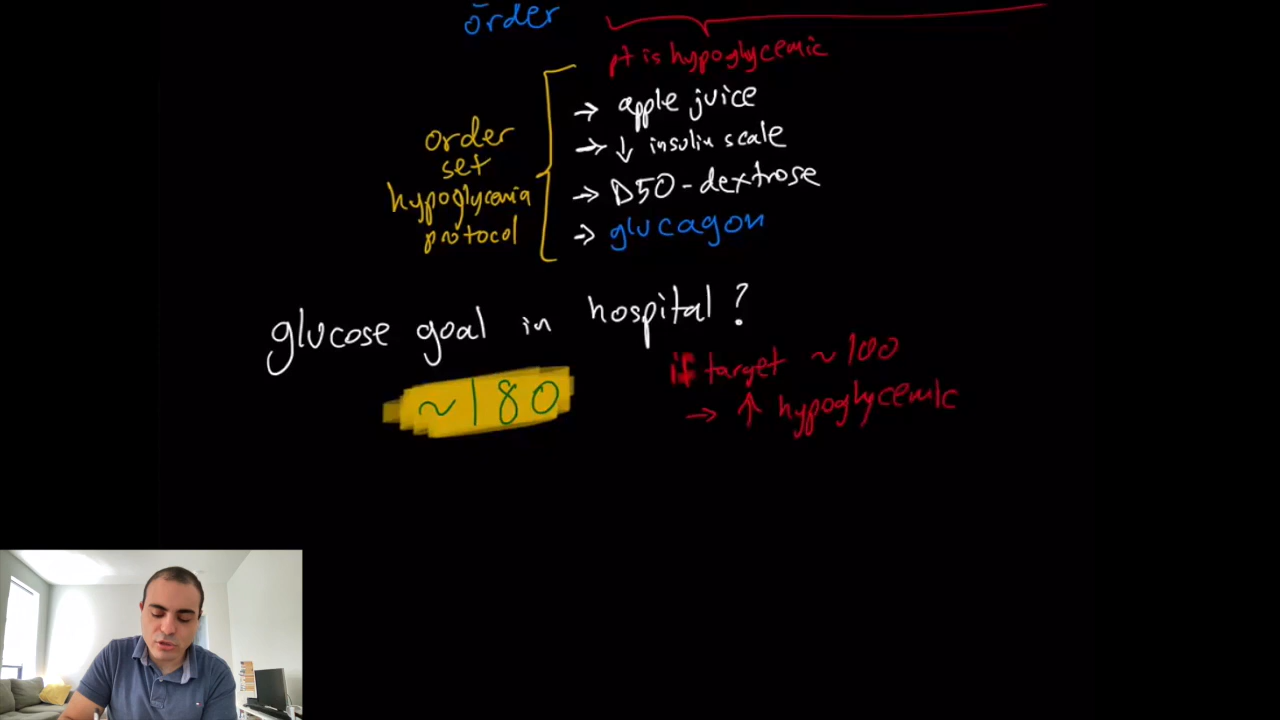 order
pt is hypoglycemic
→ apple juice
→ ↓ insulin scale
→ D50 - dextrose
→ glucagon
order
set
hypoglycemia
protocol
glucose goal in hospital?
~180
if target ~100
→ ↑ hypoglycemic